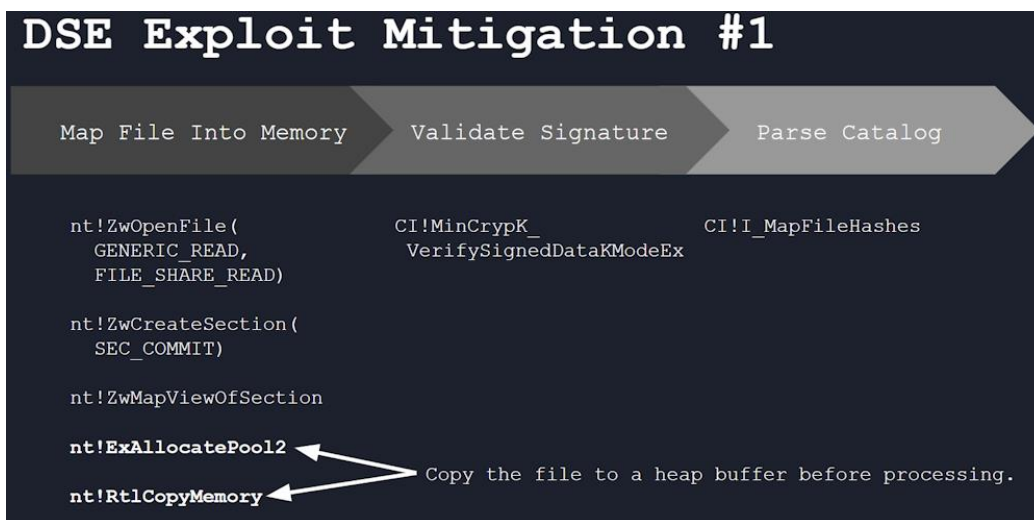 DSE Exploit Mitigation #1
Map File Into Memory
Validate Signature
Parse Catalog
nt!ZwOpenFile(
GENERIC_READ,
FILE_SHARE_READ)
nt!ZwCreateSection(
SEC_COMMIT)
nt!ZwMapViewOfSection
nt!ExAllocatePool2
nt!RtlCopyMemory
Copy the file to a heap buffer before processing.
CI!MinCrypK_
VerifySignedDataKModeEx
CI!I_MapFileHashes